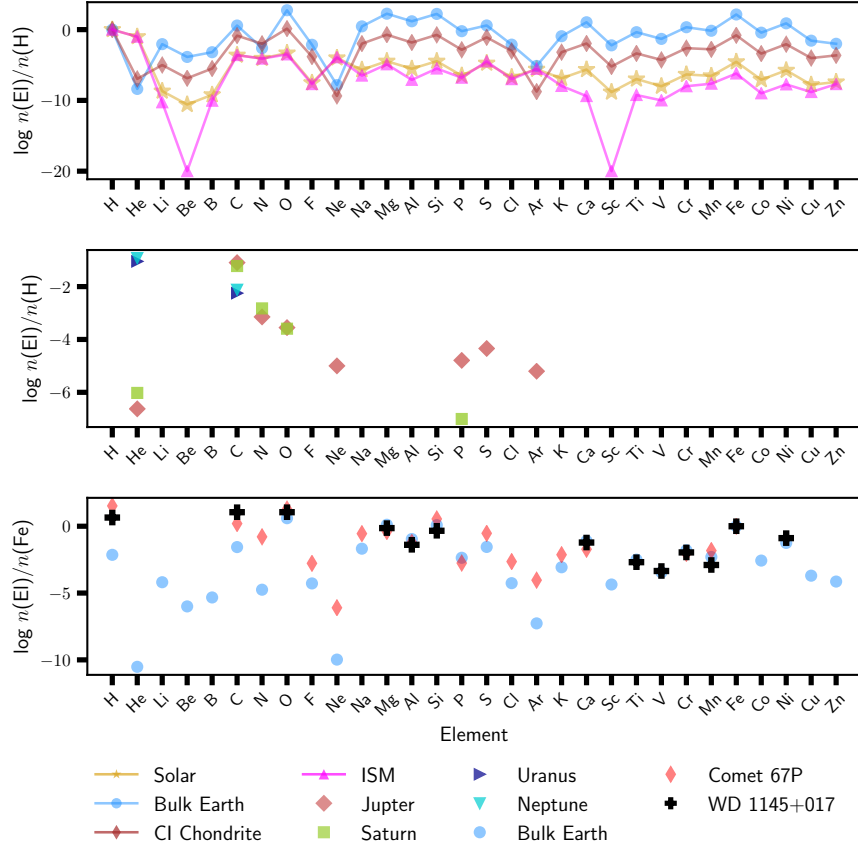 log n(El)/n(H)
0
−10
−20
H He Li Be B C N O F Ne Na Mg Al Si P S Cl Ar K Ca Sc Ti V Cr Mn Fe Co Ni Cu Zn
log n(El)/n(H)
−2
−4
−6
H He Li Be B C N O F Ne Na Mg Al Si P S Cl Ar K Ca Sc Ti V Cr Mn Fe Co Ni Cu Zn
log n(El)/n(Fe)
0
−5
−10
H He Li Be B C N O F Ne Na Mg Al Si P S Cl Ar K Ca Sc Ti V Cr Mn Fe Co Ni Cu Zn
Element
Solar ISM Uranus Comet 67P
Bulk Earth Jupter Neptune WD 1145+017
CI Chondrite Saturn Bulk Earth